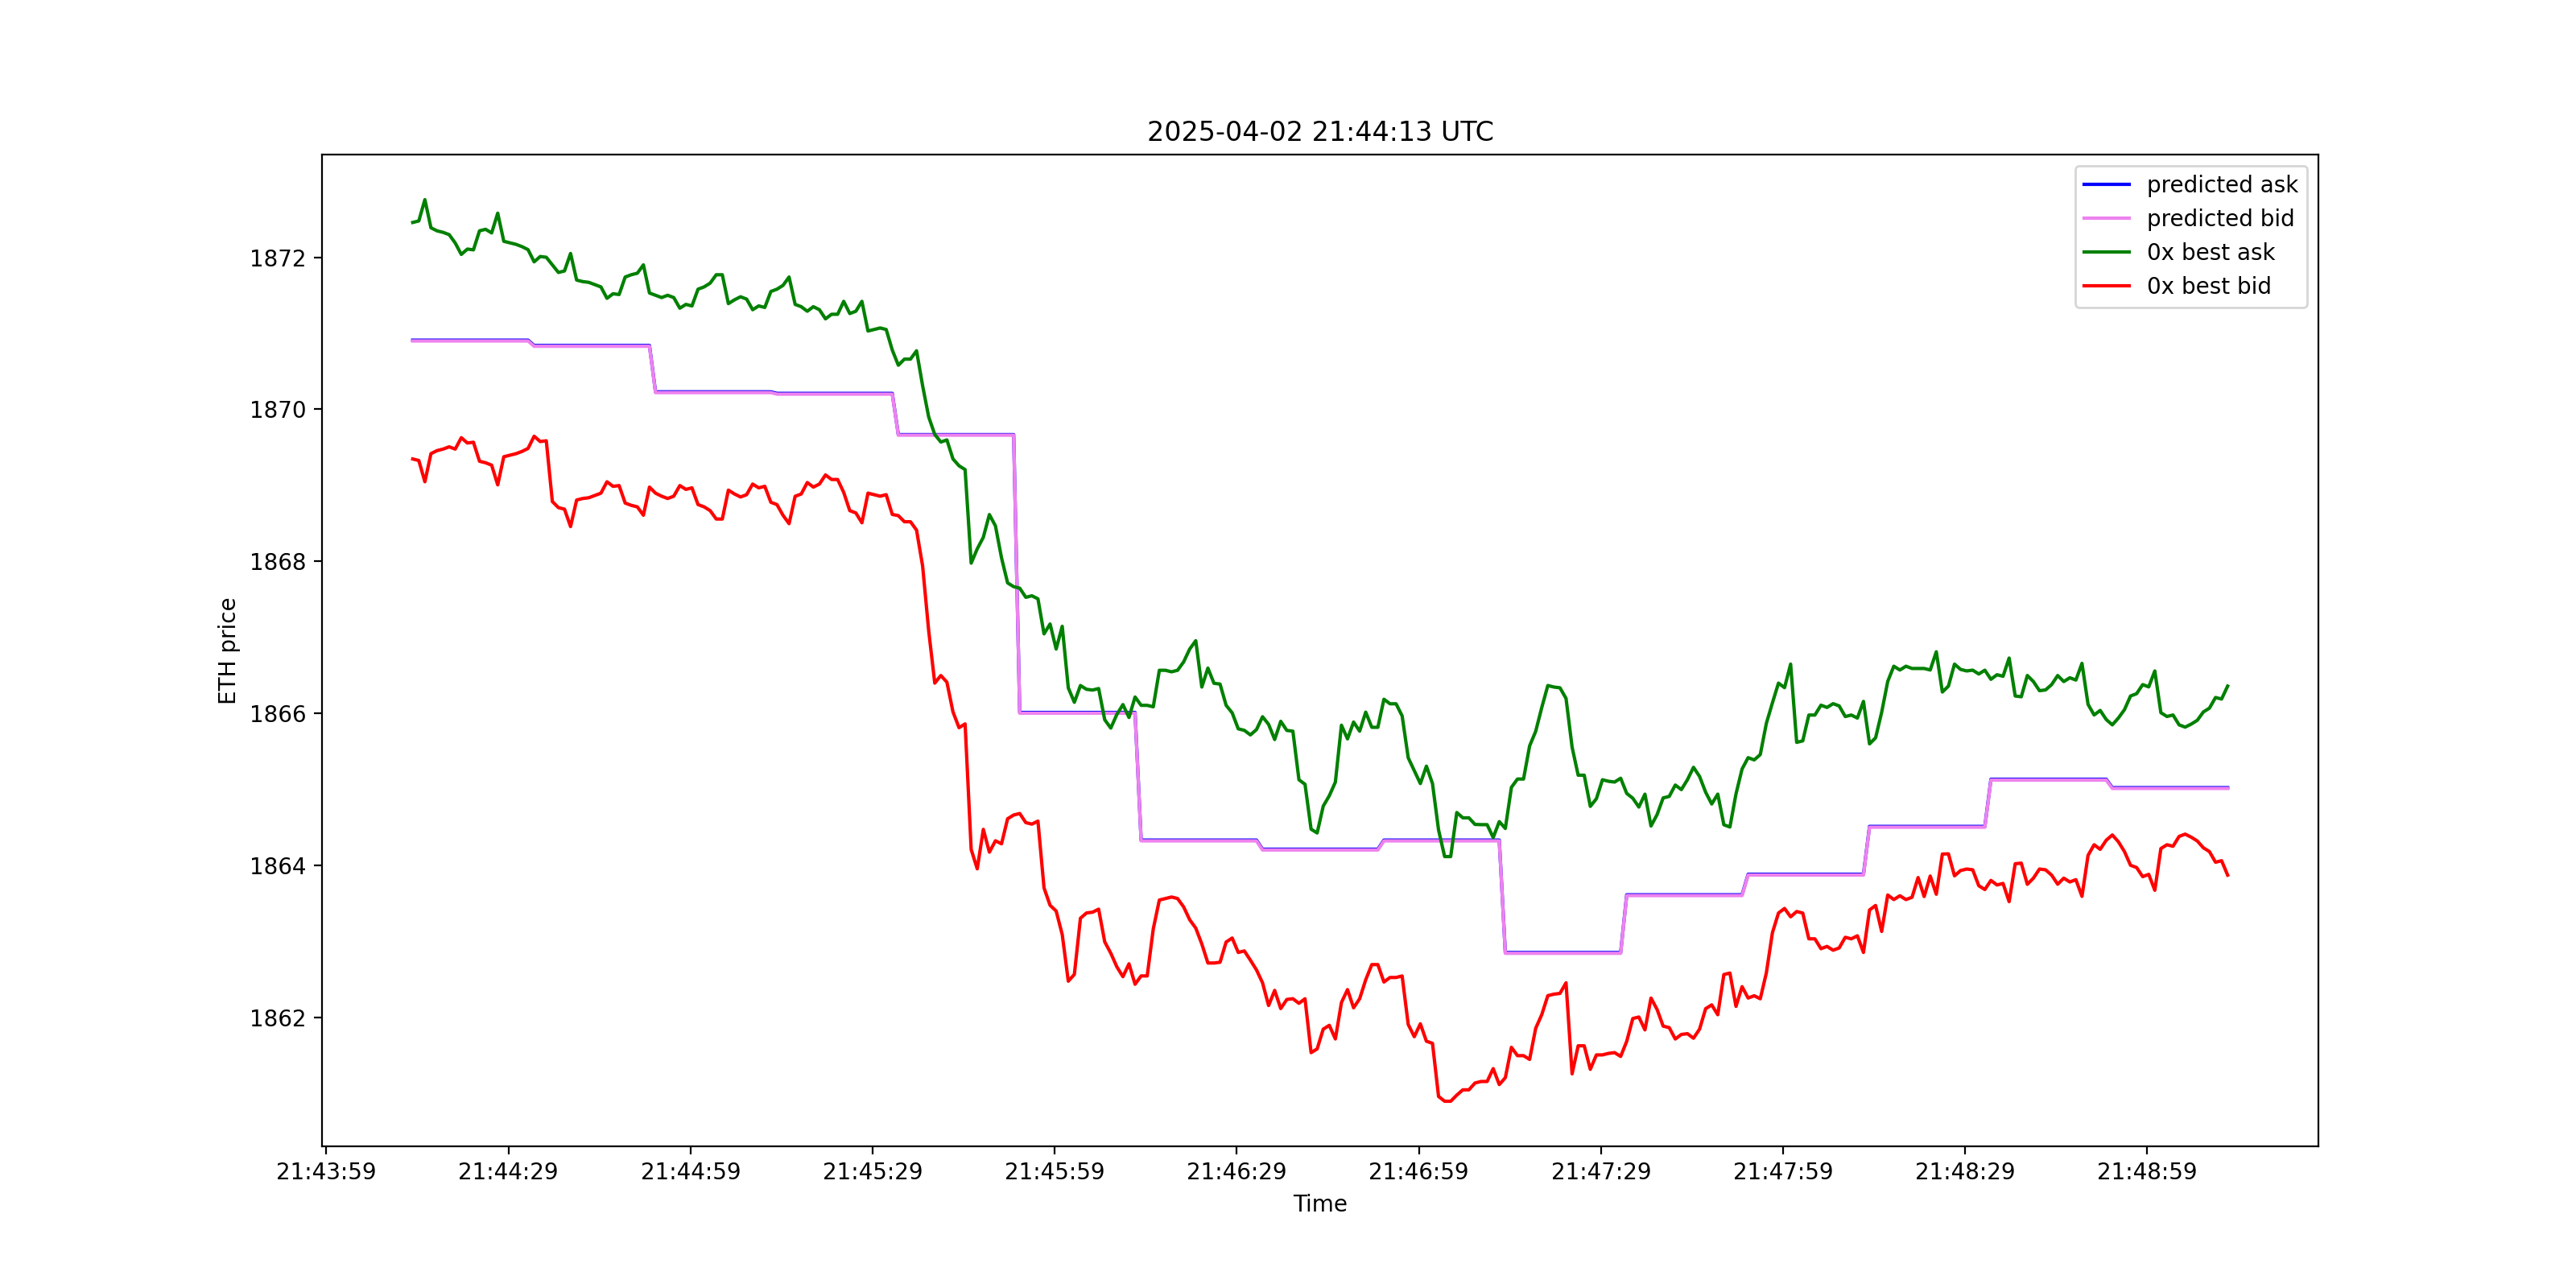 2025-04-02 21:44:13 UTC
predicted ask
predicted bid
0x best ask
0x best bid
ETH price
1872
1870
1868
1866
1864
1862
21:43:59 21:44:29 21:44:59 21:45:29 21:45:59 21:46:29 21:46:59 21:47:29 21:47:59 21:48:29 21:48:59
Time